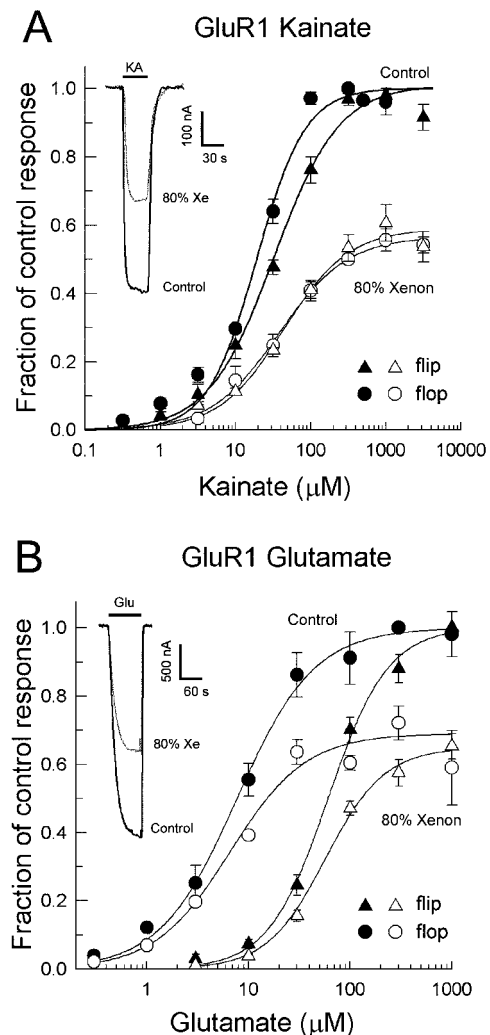 A
GluR1 Kainate
KA
100 nA
30 s
80% Xe
Control
Control
80% Xenon
flip
flop
Fraction of control response
1.0
0.8
0.6
0.4
0.2
0.0
0.1 1 10 100 1000 10000
Kainate (μM)
B
GluR1 Glutamate
Glu
500 nA
60 s
80% Xe
Control
Control
80% Xenon
flip
flop
Fraction of control response
1.0
0.8
0.6
0.4
0.2
0.0
1 10 100 1000
Glutamate (μM)